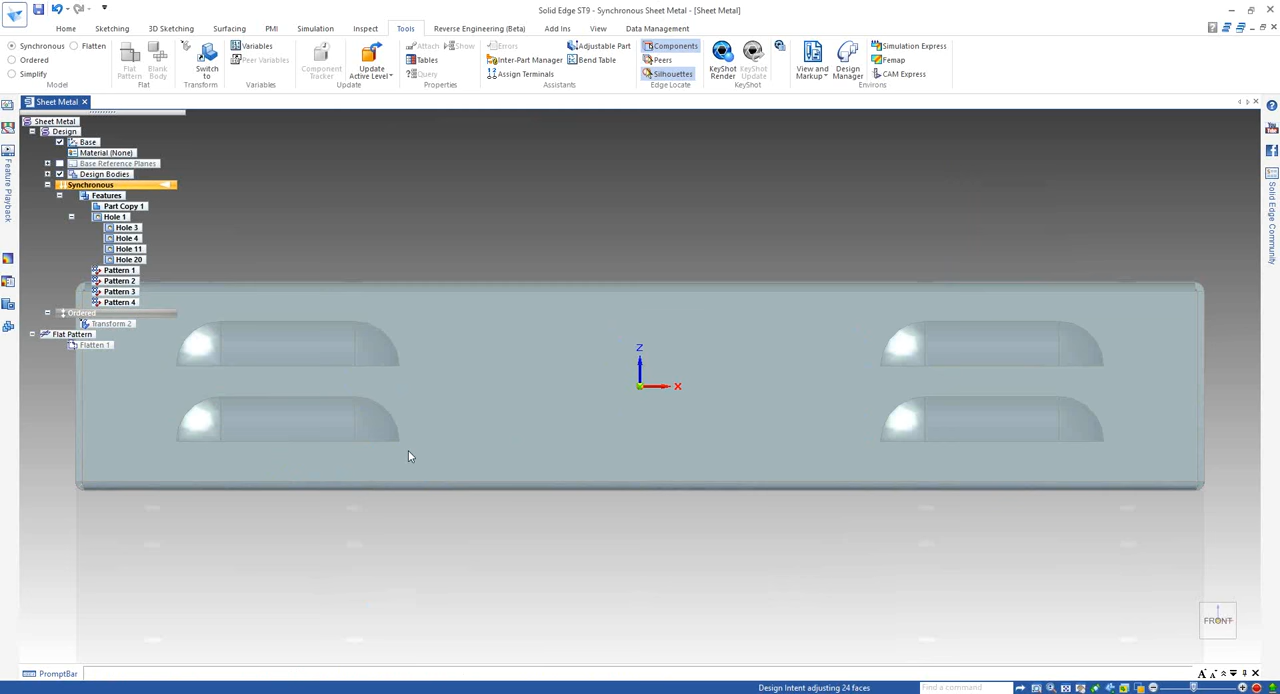 Solid Edge ST9 - Synchronous Sheet Metal - [Sheet Metal]
Home Sketching 3D Sketching Surfacing PMI Simulation Inspect Tools Reverse Engineering (Beta) Add Ins View Data Management
Synchronous Flatten
Ordered
Simplify
Model
Flat Pattern
Blank Body
Flat
Switch to
Transform
Variables
Peer Variables
Variables
Component Tracker
Update Active Level
Update
Attach Show
Tables
Query
Properties
Errors
Inter-Part Manager
Assign Terminals
Adjustable Part
Bend Table
Assistants
Components
Peers
Silhouettes
Edge Locate
KeyShot Render
KeyShot Update
KeyShot
View and Markup
Design Manager
Simulation Express
Femap
CAM Express
Environs
Sheet Metal
Sheet Metal
Design
Base
Material (None)
Base Reference Planes
Design Bodies
Synchronous
Features
Part Copy 1
Hole 1
Hole 3
Hole 4
Hole 11
Hole 20
Pattern 1
Pattern 2
Pattern 3
Pattern 4
Ordered
Transform 2
Flat Pattern
Flatten 1
Feature Playback
You Tube
Solid Edge Community
Z
X
FRONT
PromptBar
Design Intent adjusting 24 faces
Find a command